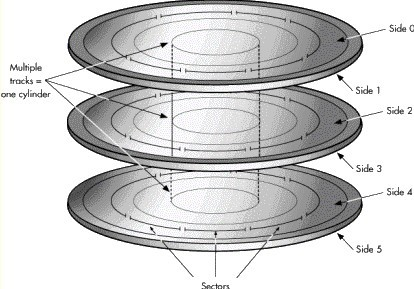 Side 0
Multiple
tracks =
one cylinder
Side 1
Side 2
Side 3
Side 4
Side 5
Sectors